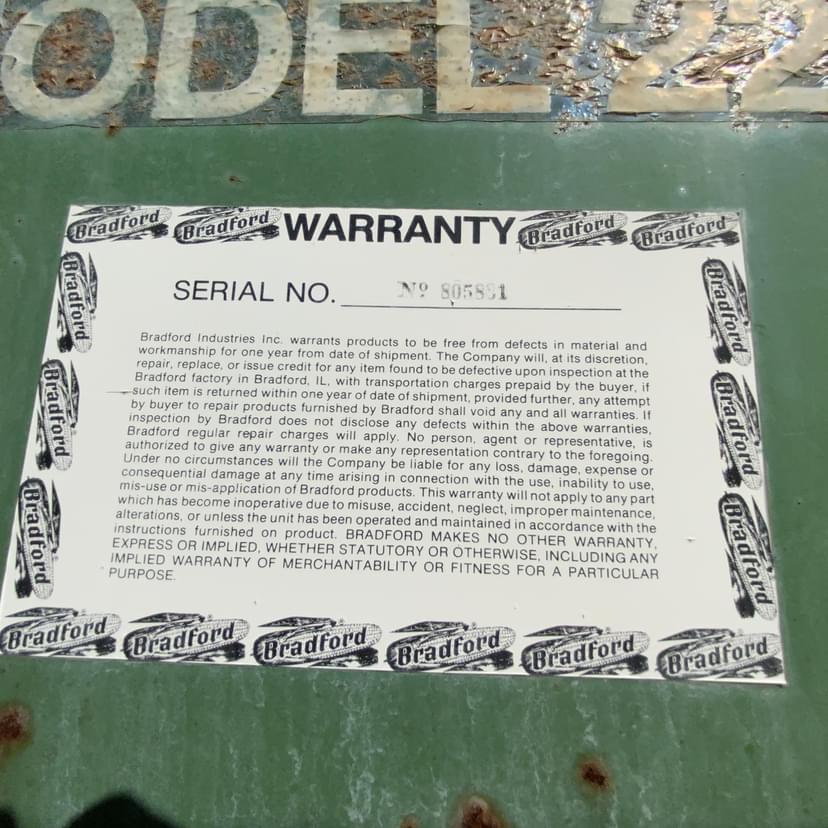 ODEL 22
Bradford Bradford WARRANTY Bradford Bradford
Bradford Bradford
SERIAL NO. Nº 805831
Bradford Industries Inc. warrants products to be free from defects in material and
workmanship for one year from date of shipment. The Company will, at its discretion,
repair, replace, or issue credit for any item found to be defective upon inspection at the
Bradford factory in Bradford, IL, with transportation charges prepaid by the buyer, if
such item is returned within one year of date of shipment, provided further, any attempt
by buyer to repair products furnished by Bradford shall void any and all warranties. If
inspection by Bradford does not disclose any defects within the above warranties,
Bradford regular repair charges will apply. No person, agent or representative, is
authorized to give any warranty or make any representation contrary to the foregoing.
Under no circumstances will the Company be liable for any loss, damage, expense or
consequential damage at any time arising in connection with the use, inability to use,
mis-use or mis-application of Bradford products. This warranty will not apply to any part
which has become inoperative due to misuse, accident, neglect, improper maintenance,
alterations, or unless the unit has been operated and maintained in accordance with the
instructions furnished on product. BRADFORD MAKES NO OTHER WARRANTY,
EXPRESS OR IMPLIED, WHETHER STATUTORY OR OTHERWISE, INCLUDING ANY
IMPLIED WARRANTY OF MERCHANTABILITY OR FITNESS FOR A PARTICULAR
PURPOSE.
Bradford Bradford
Bradford Bradford
Bradford Bradford Bradford Bradford Bradford Bradford